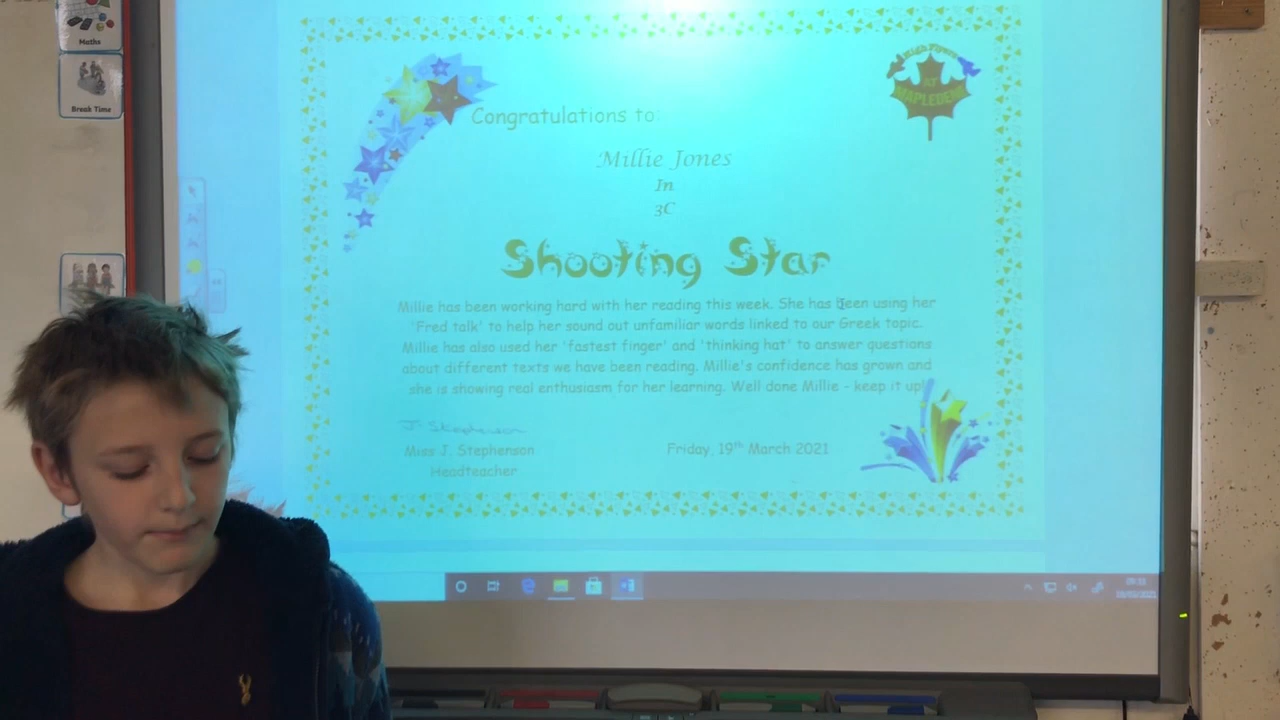 Maths
Break Time
AT
MAPLEDENE
Congratulations to:
Millie Jones
In
3C
Shooting Star
Millie has been working hard with her reading this week. She has been using her
'Fred talk' to help her sound out unfamiliar words linked to our Greek topic.
Millie has also used her 'fastest finger' and 'thinking hat' to answer questions
about different texts we have been reading. Millie's confidence has grown and
she is showing real enthusiasm for her learning. Well done Millie - keep it up!
J. Stephenson
Miss J. Stephenson
Headteacher
Friday, 19th March 2021